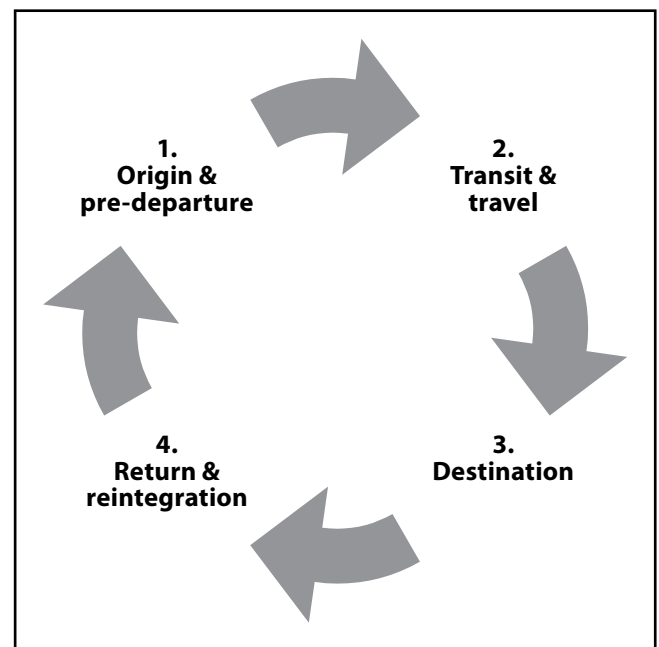 1.
Origin &
pre-departure
2.
Transit &
travel
3.
Destination
4.
Return &
reintegration